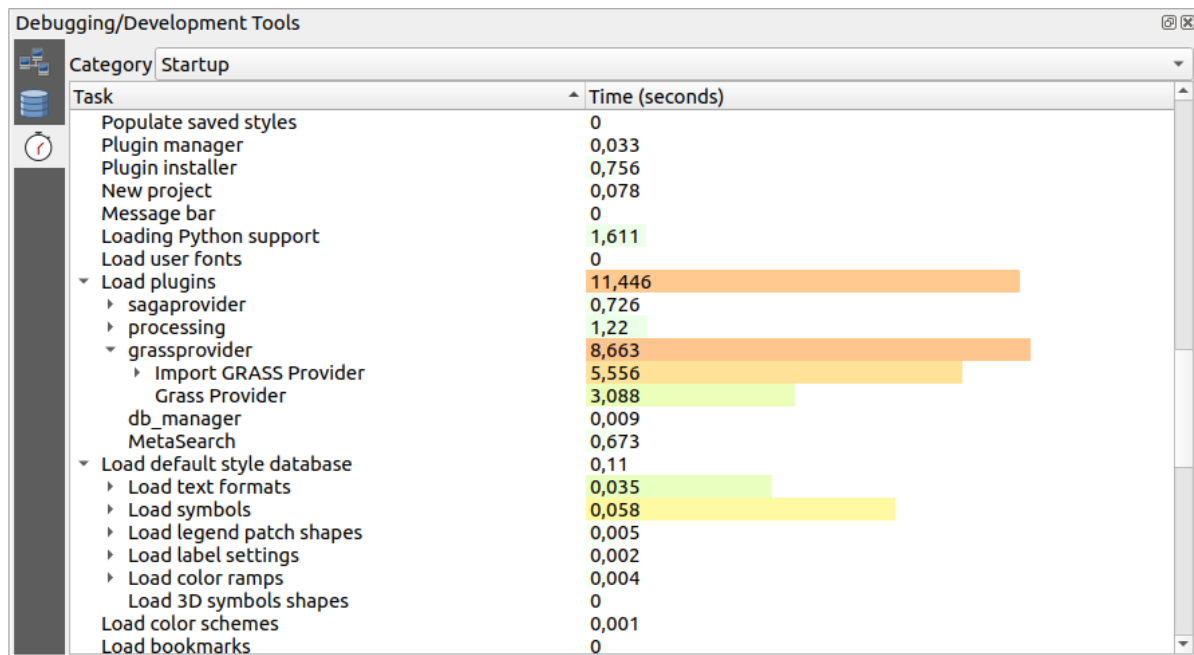 Debugging/Development Tools
Category Startup
Task Time (seconds)
Populate saved styles 0
Plugin manager 0,033
Plugin installer 0,756
New project 0,078
Message bar 0
Loading Python support 1,611
Load user fonts 0
Load plugins 11,446
sagaprovider 0,726
processing 1,22
grassprovider 8,663
Import GRASS Provider 5,556
Grass Provider 3,088
db_manager 0,009
MetaSearch 0,673
Load default style database 0,11
Load text formats 0,035
Load symbols 0,058
Load legend patch shapes 0,005
Load label settings 0,002
Load color ramps 0,004
Load 3D symbols shapes 0
Load color schemes 0,001
Load bookmarks 0